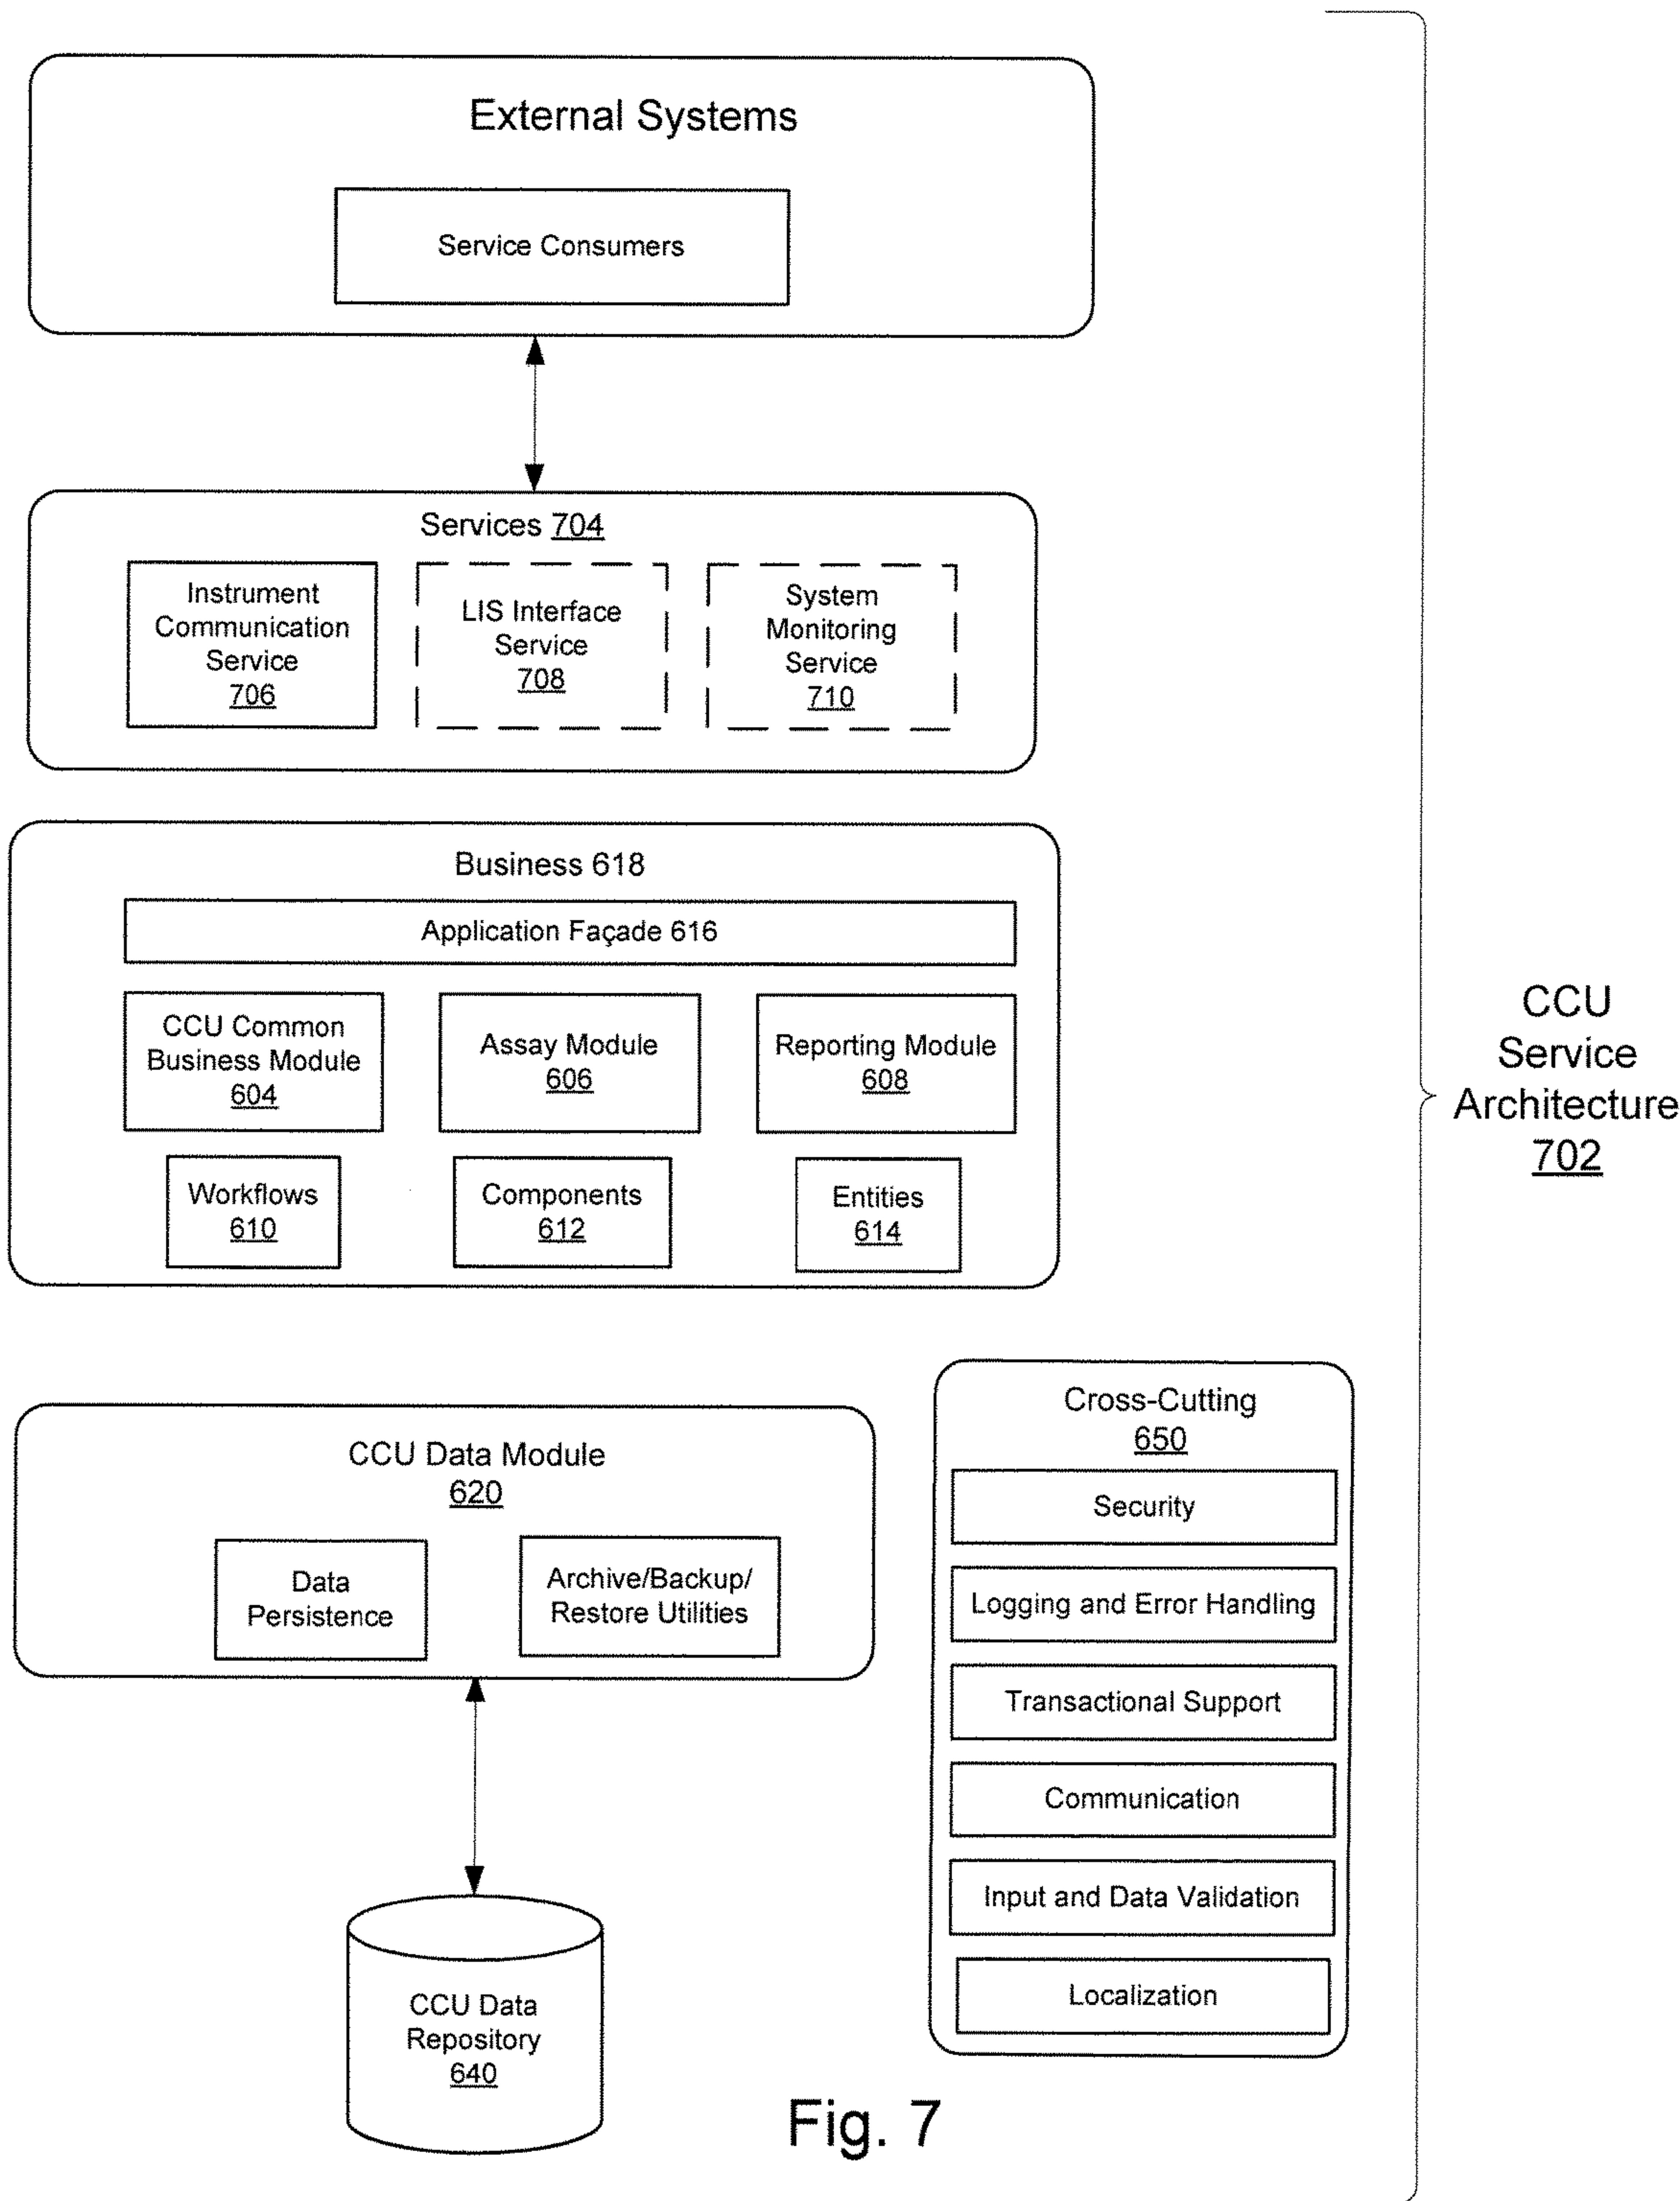 External Systems
Service Consumers
Services 704
Instrument
Communication
Service
706
LIS Interface
Service
708
System
Monitoring
Service
710
Business 618
Application Façade 616
CCU Common
Business Module
604
Assay Module
606
Reporting Module
608
Workflows
610
Components
612
Entities
614
CCU
Service
Architecture
702
CCU Data Module
620
Data
Persistence
Archive/Backup/
Restore Utilities
Cross-Cutting
650
Security
Logging and Error Handling
Transactional Support
Communication
Input and Data Validation
Localization
CCU Data
Repository
640
Fig. 7